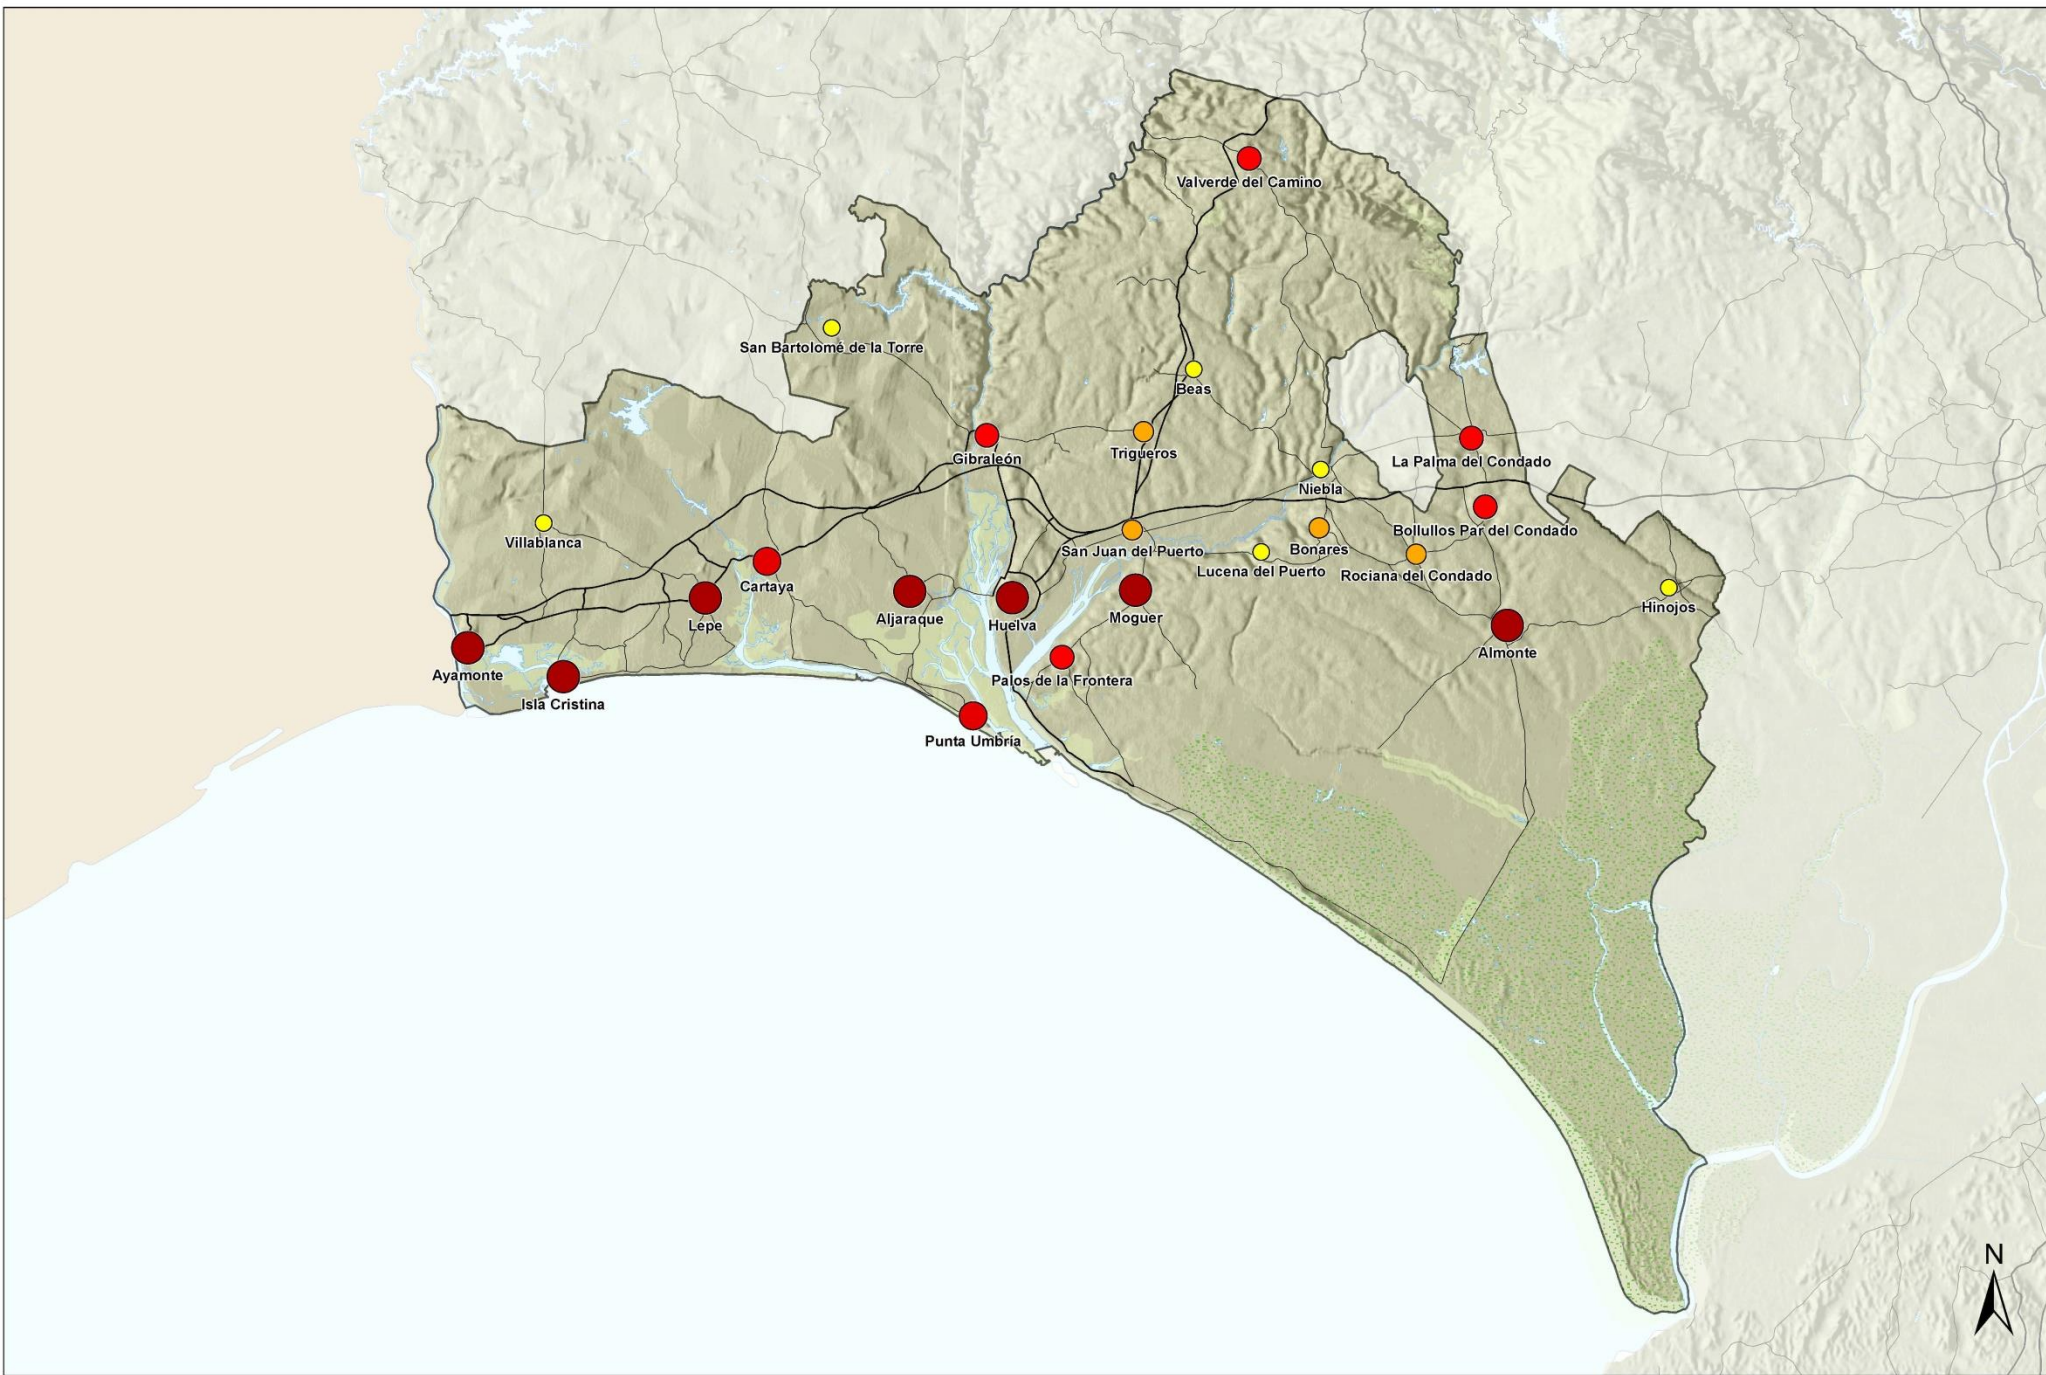 Valverde del Camino
San Bartolomé de la Torre
Beas
Trigueros
Gibraleón
La Palma del Condado
Niebla
Bollullos Par del Condado
Villablanca
San Juan del Puerto
Bonares
Lucena del Puerto
Rociana del Condado
Cartaya
Hinojos
Aljaraque
Moguer
Lepe
Huelva
Almonte
Ayamonte
Palos de la Frontera
Isla Cristina
Punta Umbría
N